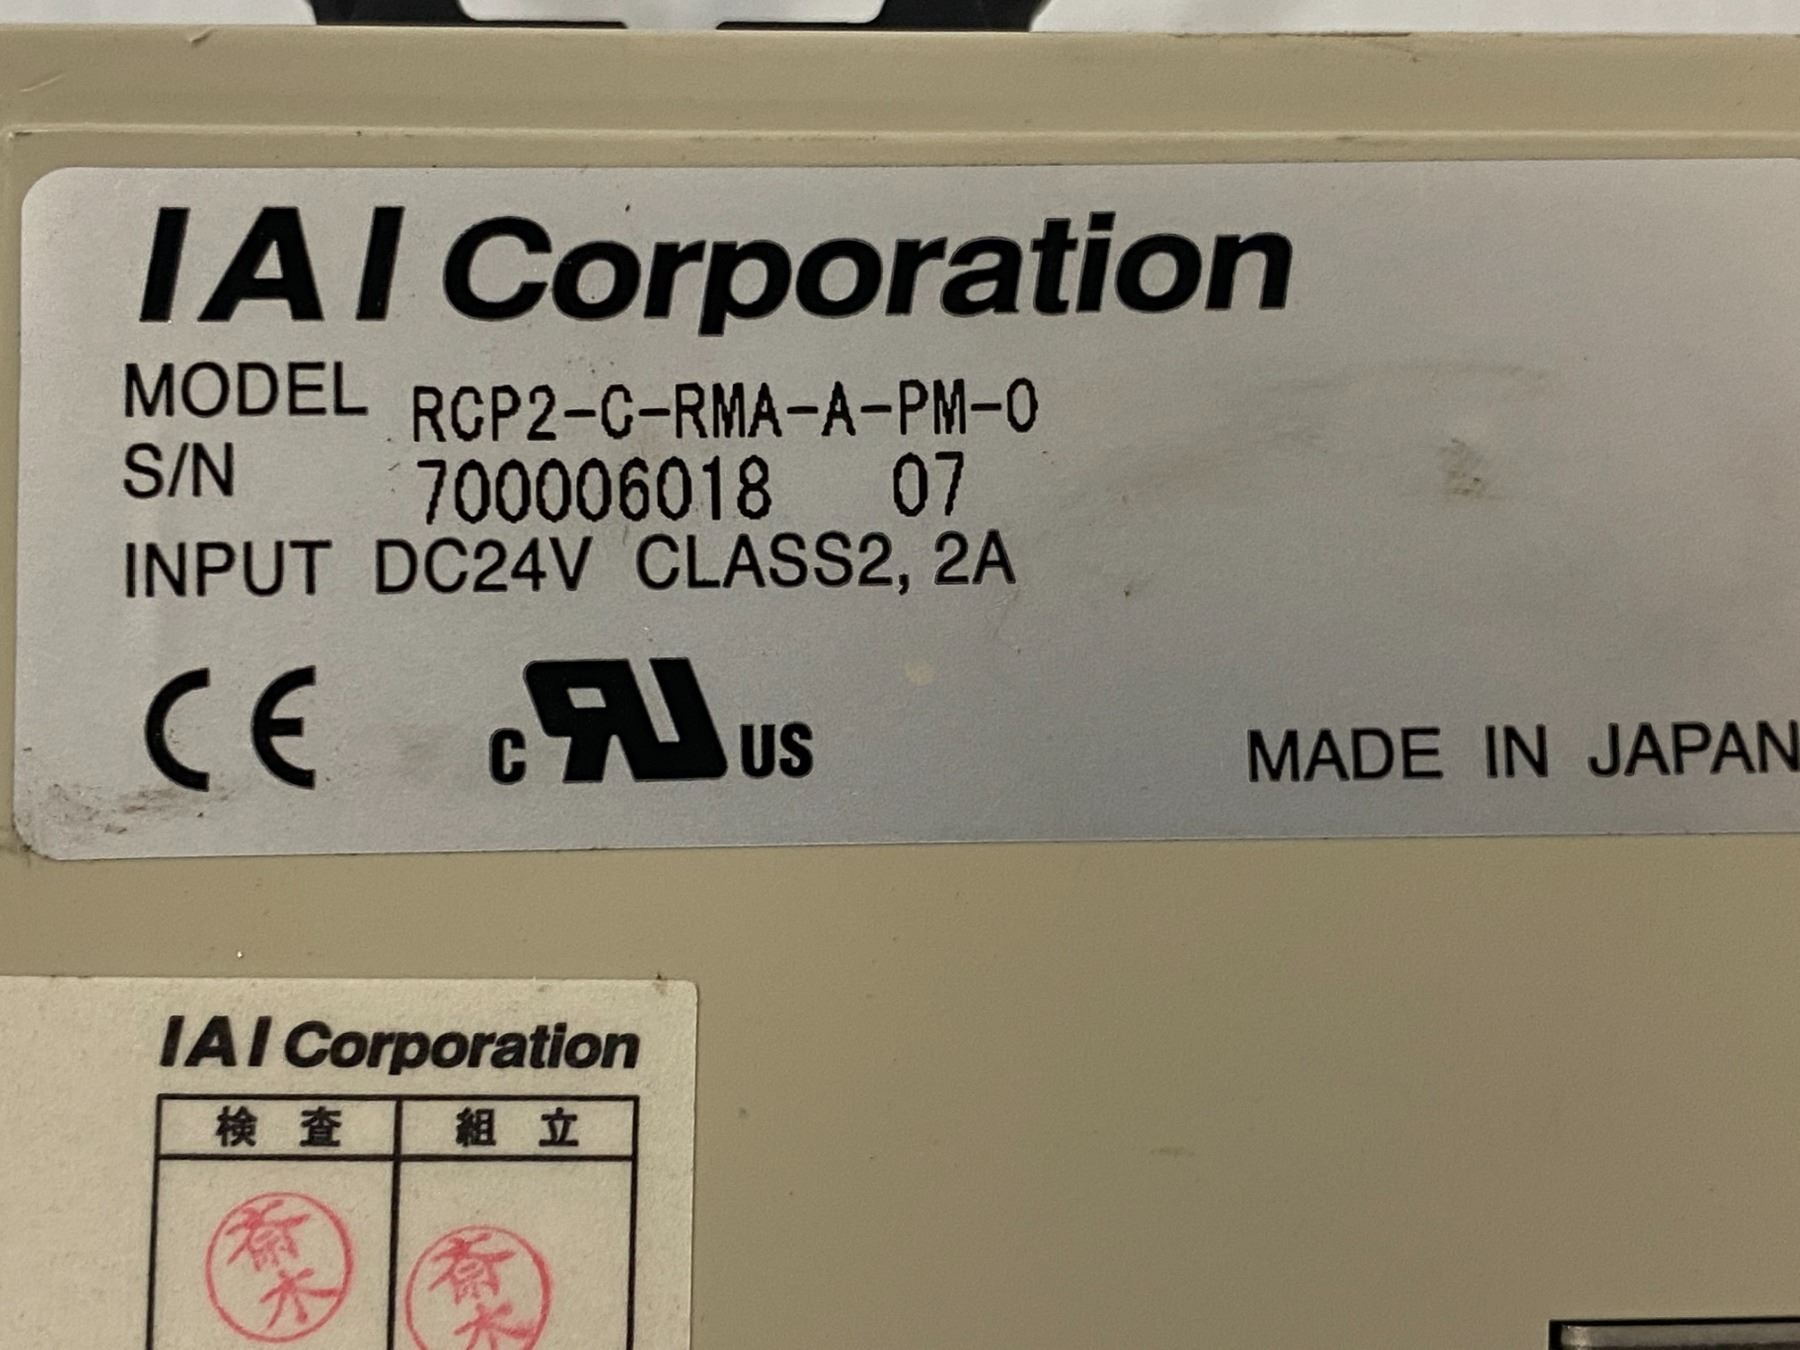 IAI Corporation
MODEL RCP2-C-RMA-A-PM-0
S/N 700006018 07
INPUT DC24V CLASS2, 2A
CE C RU US MADE IN JAPAN
IAI Corporation
検査 組立